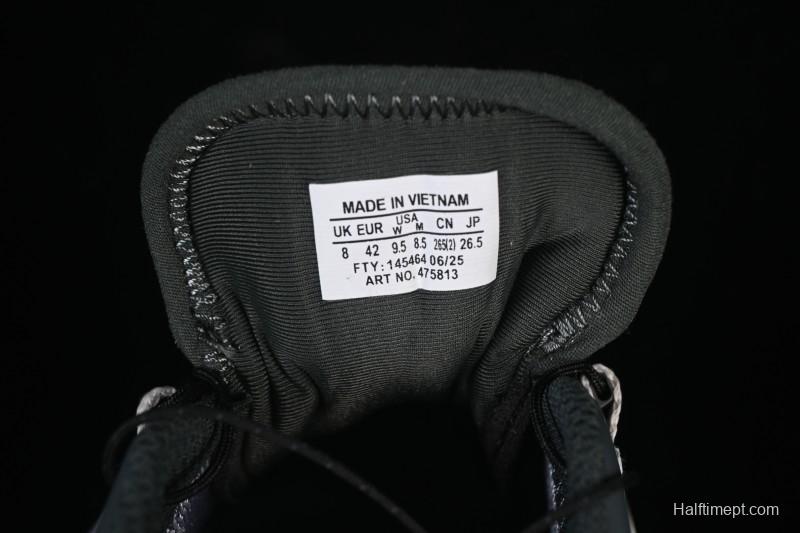 MADE IN VIETNAM
UK EUR USA W M CN JP
8 42 9.5 8.5 265(2) 26.5
FTY: 145464 06/25
ART NO. 475813
Halftimept.com